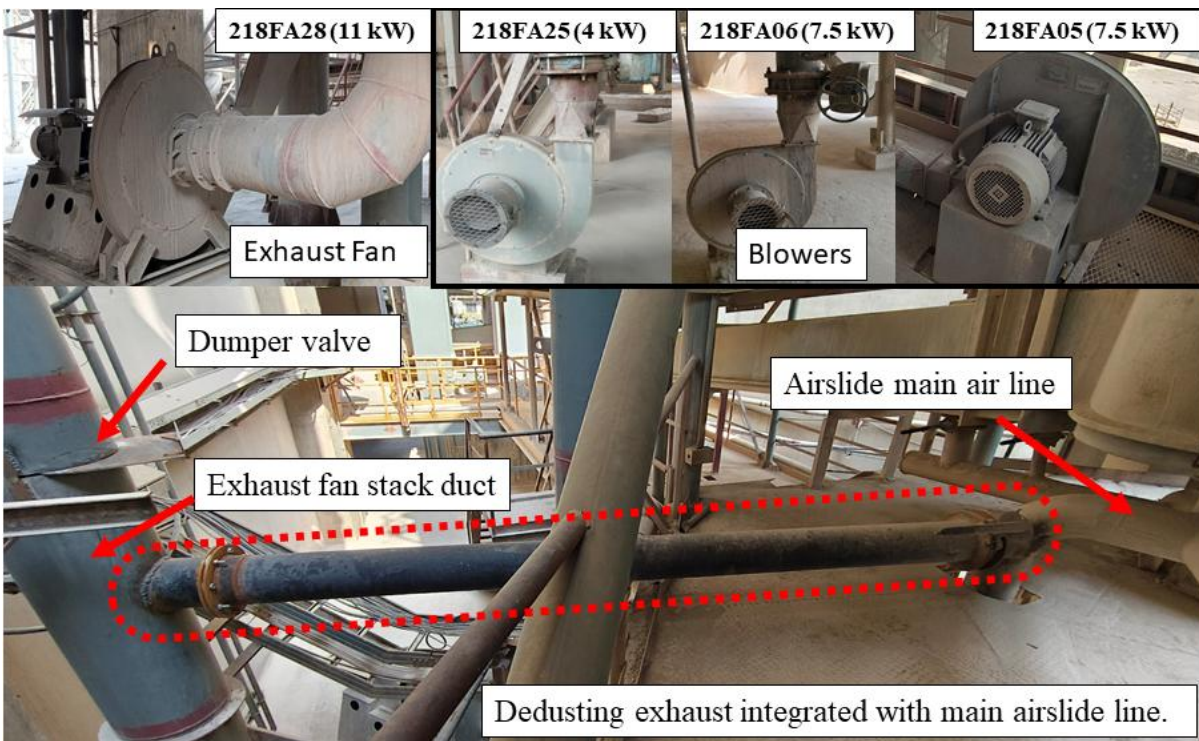 218FA28 (11 kW)
218FA25 (4 kW)
218FA06 (7.5 kW)
218FA05 (7.5 kW)
Exhaust Fan
Blowers
Dumper valve
Airslide main air line
Exhaust fan stack duct
Dedusting exhaust integrated with main airslide line.